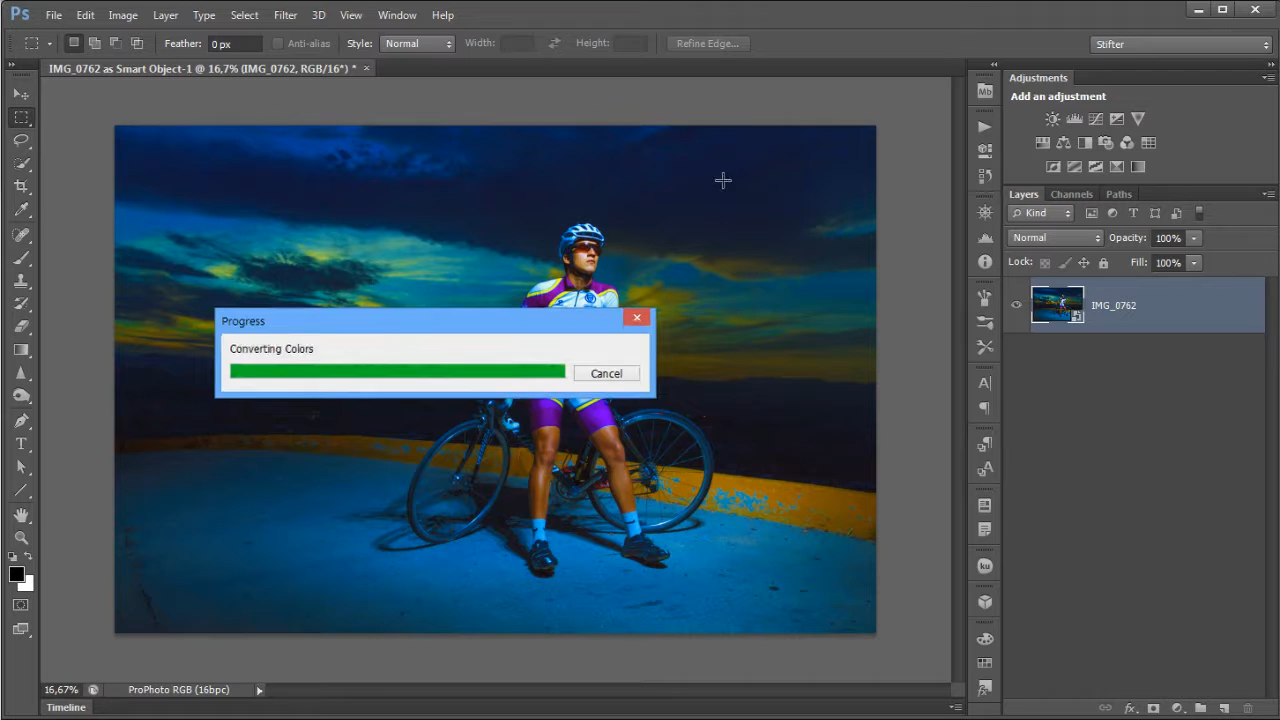 Ps File Edit Image Layer Type Select Filter 3D View Window Help
Feather: 0 px Anti-alias Style: Normal Width: Height: Refine Edge... Stifter
IMG_0762 as Smart Object-1 @ 16,7% (IMG_0762, RGB/16*) * ×
Mb
Adjustments
Add an adjustment
Layers Channels Paths
Kind
Normal Opacity: 100%
Lock: Fill: 100%
IMG_0762
Progress
Converting Colors
Cancel
ku
16,67% ProPhoto RGB (16bpc)
Timeline